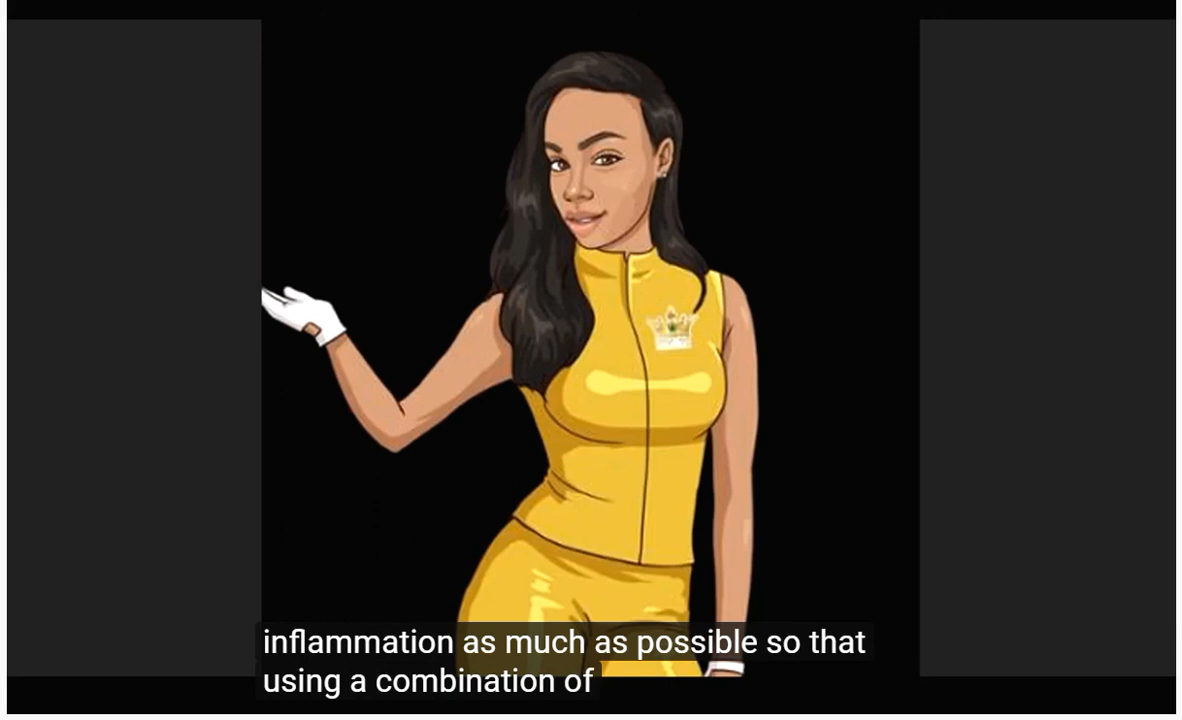 inflammation as much as possible so that
using a combination of